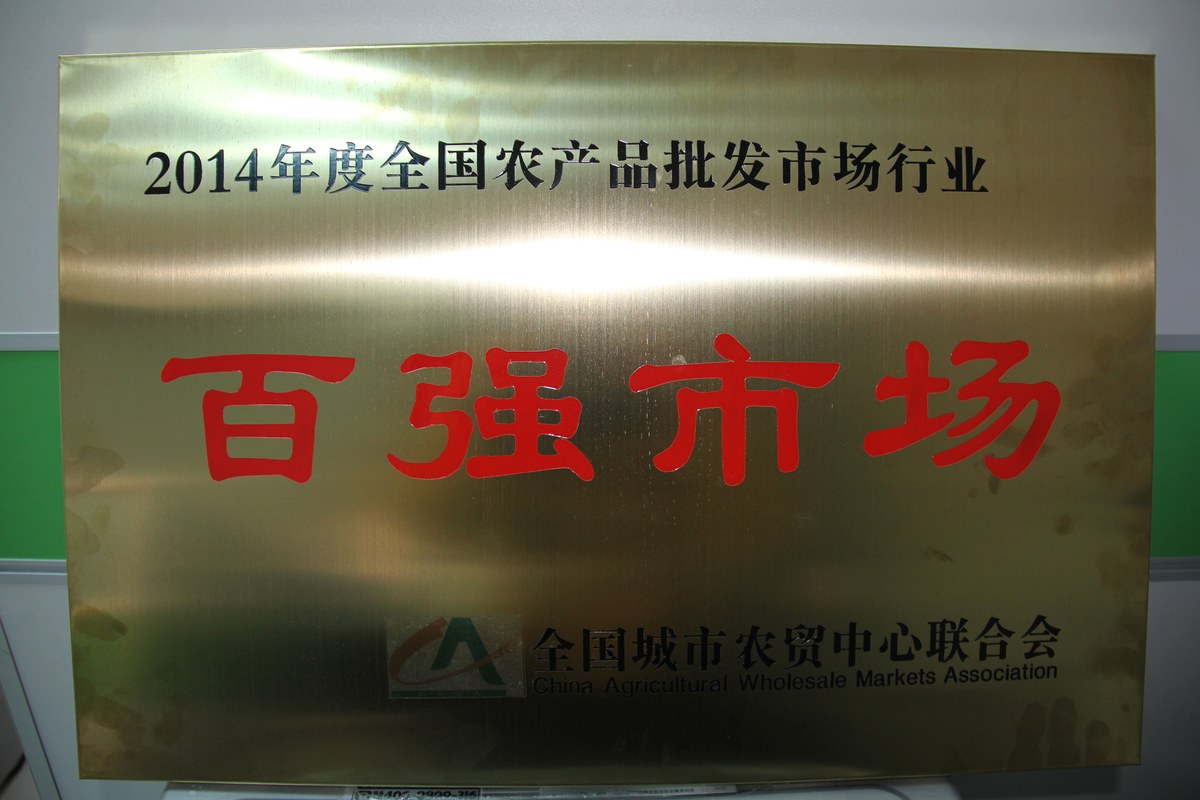 2014年度全国农产品批发市场行业
百强市场
全国城市农贸中心联合会
China Agricultural Wholesale Markets Association